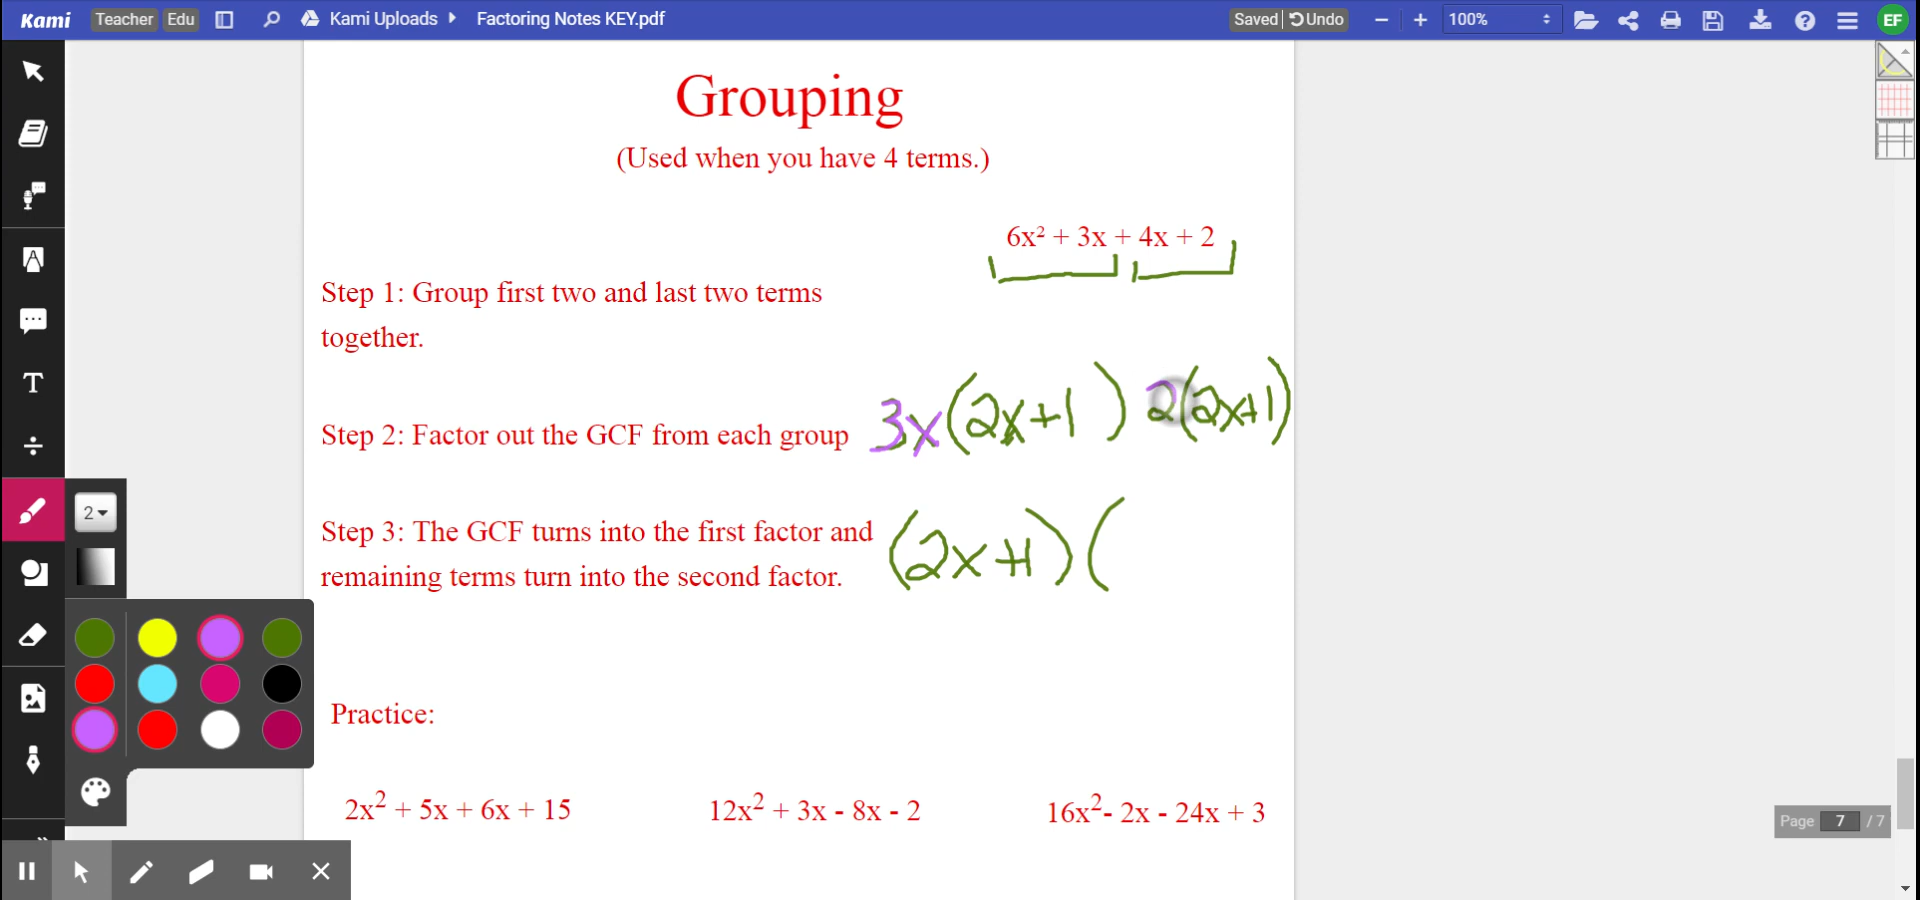 Kami Teacher Edu Kami Uploads Factoring Notes KEY.pdf Saved Undo 100% EF
Grouping
(Used when you have 4 terms.)
6x² + 3x + 4x + 2
Step 1: Group first two and last two terms
together.
3x(2x+1) 2(2x+1)
Step 2: Factor out the GCF from each group
Step 3: The GCF turns into the first factor and
(2x+1)(
remaining terms turn into the second factor.
2
Practice:
2x² + 5x + 6x + 15 12x² + 3x - 8x - 2 16x²- 2x - 24x + 3
Page 7 / 7